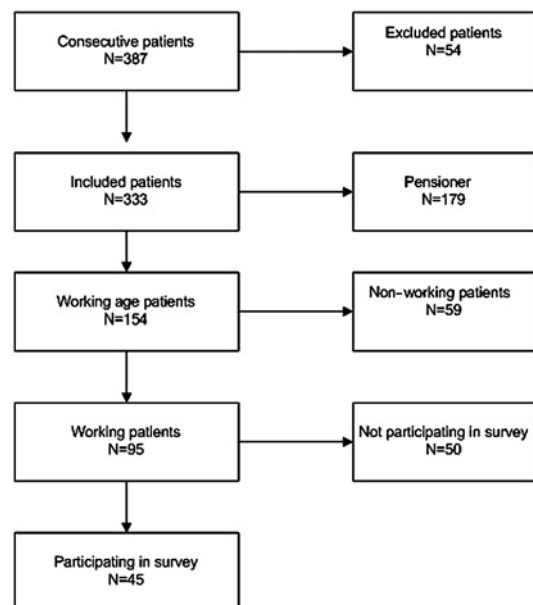 Consecutive patients
N=387
Excluded patients
N=54
Included patients
N=333
Pensioner
N=179
Working age patients
N=154
Non-working patients
N=59
Working patients
N=95
Not participating in survey
N=50
Participating in survey
N=45